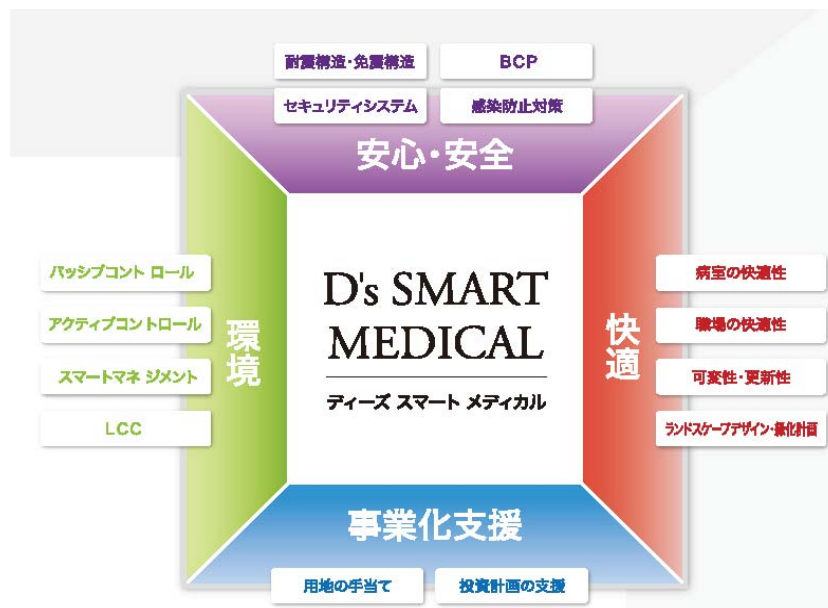 耐震構造・免震構造
BCP
セキュリティシステム
感染防止対策
安心・安全
パッシブコント ロール
アクティブコントロール
スマートマネ ジメント
LCC
環境
D's SMART
MEDICAL
ディーズ スマート メディカル
快適
病室の快適性
職場の快適性
可変性・更新性
ランドスケープデザイン・緑化計画
事業化支援
用地の手当て
投資計画の支援